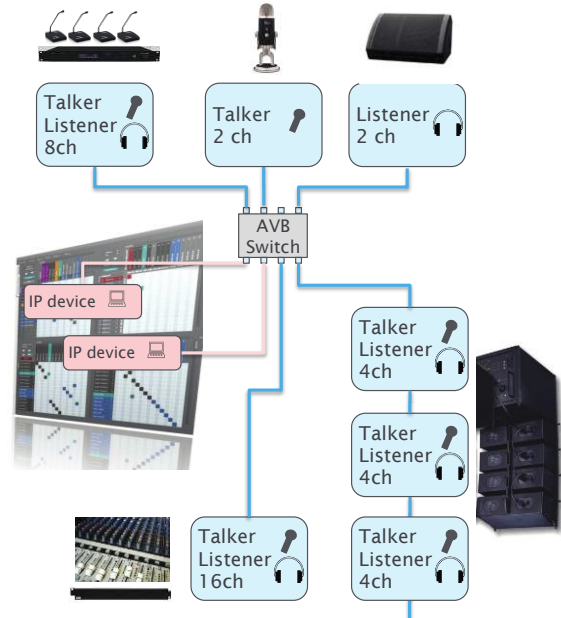 Talker
Listener
8ch
Talker
2 ch
Listener
2 ch
AVB
Switch
IP device
IP device
Talker
Listener
4ch
Talker
Listener
4ch
Talker
Listener
16ch
Talker
Listener
4ch